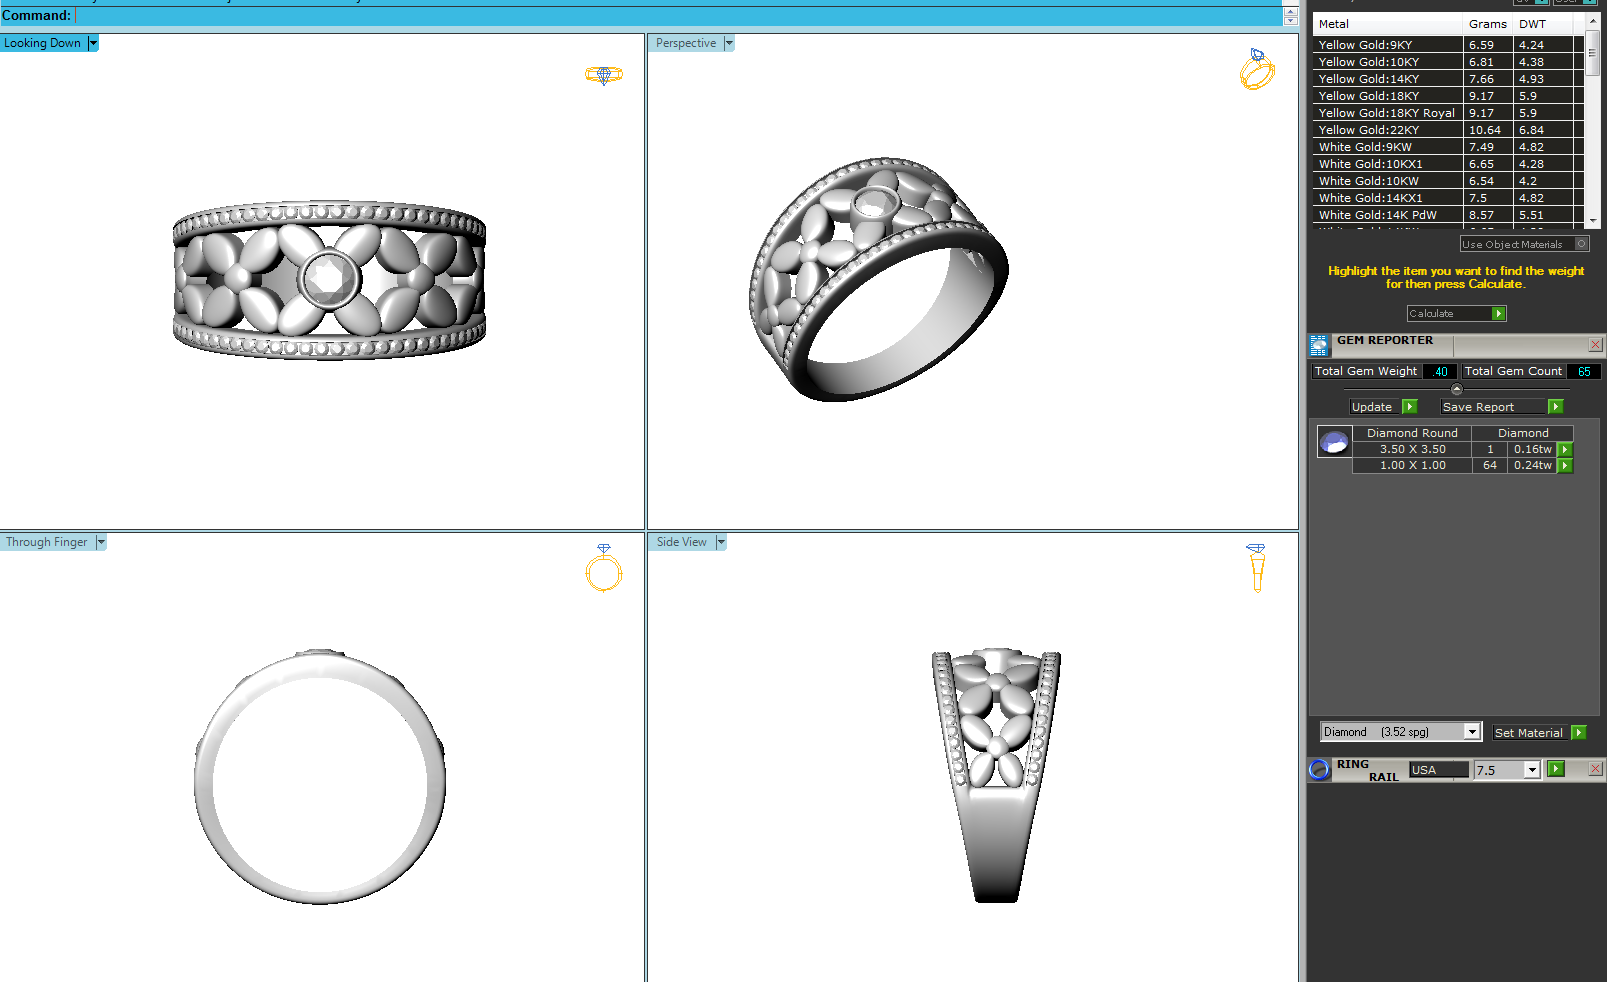 Command:
Looking Down
Perspective
Through Finger
Side View
Metal Grams DWT
Yellow Gold:9KY 6.59 4.24
Yellow Gold:10KY 6.81 4.38
Yellow Gold:14KY 7.66 4.93
Yellow Gold:18KY 9.17 5.9
Yellow Gold:18KY Royal 9.17 5.9
Yellow Gold:22KY 10.64 6.84
White Gold:9KW 7.49 4.82
White Gold:10KX1 6.65 4.28
White Gold:10KW 6.54 4.2
White Gold:14KX1 7.5 4.82
White Gold:14K PdW 8.57 5.51
Use Object Materials
Highlight the item you want to find the weight
for then press Calculate.
Calculate
GEM REPORTER
Total Gem Weight .40 Total Gem Count 65
Update Save Report
Diamond Round Diamond
3.50 X 3.50 1 0.16tw
1.00 X 1.00 64 0.24tw
Diamond (3.52 spg) Set Material
RING
RAIL USA 7.5